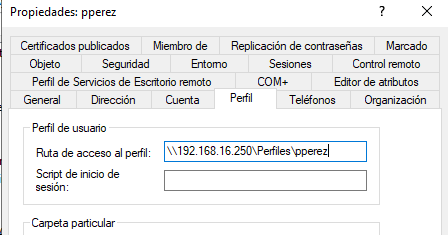 Propiedades: pperez
Certificados publicados Miembro de Replicación de contraseñas Marcado
Objeto Seguridad Entorno Sesiones Control remoto
Perfil de Servicios de Escritorio remoto COM+ Editor de atributos
General Dirección Cuenta Perfil Teléfonos Organización
Perfil de usuario
Ruta de acceso al perfil: \\192.168.16.250\Perfiles\pperez
Script de inicio de
sesión:
Carpeta particular